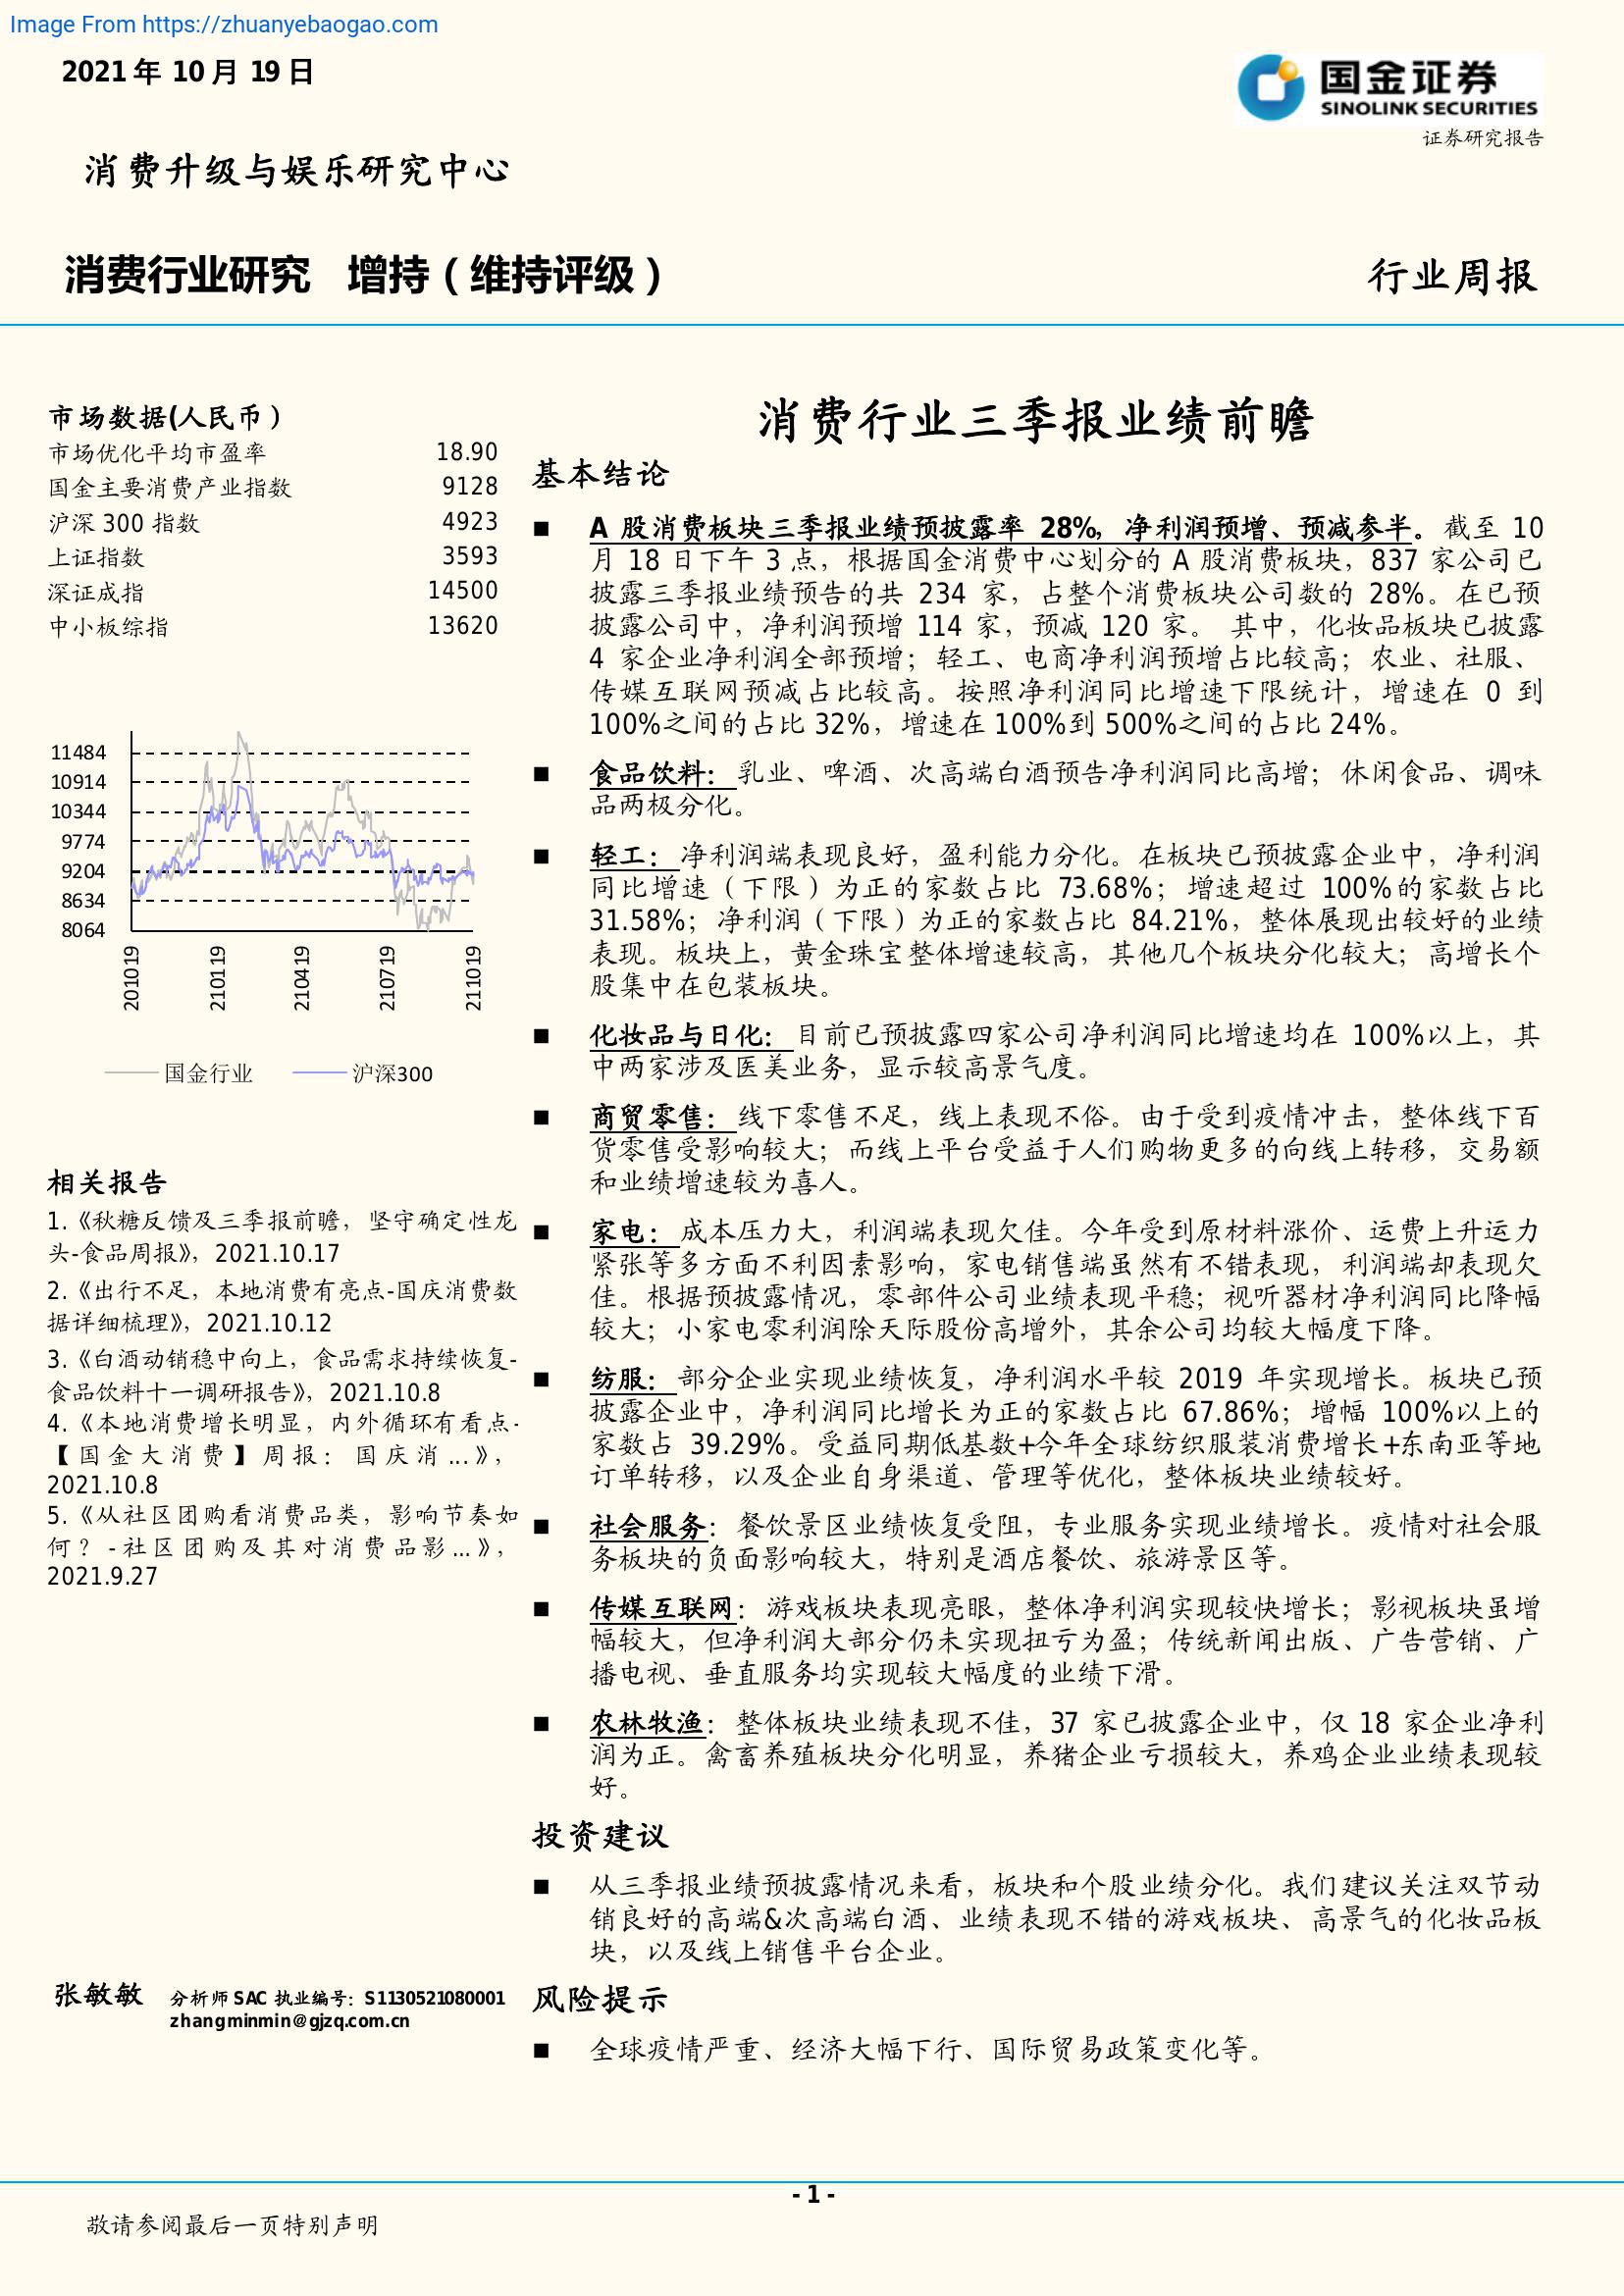 Image From https://zhuanyebaogao.com
2021 年 10 月 19 日
国金证券
SINOLINK SECURITIES
证券研究报告
消费升级与娱乐研究中心
消费行业研究 增持（维持评级）
行业周报
市场数据(人民币）
市场优化平均市盈率 18.90
国金主要消费产业指数 9128
沪深 300 指数 4923
上证指数 3593
深证成指 14500
中小板综指 13620
11484
10914
10344
9774
9204
8634
8064
201019
210119
210419
210719
211019
国金行业
沪深300
相关报告
1.《秋糖反馈及三季报前瞻，坚守确定性龙
头-食品周报》，2021.10.17
2.《出行不足，本地消费有亮点-国庆消费数
据详细梳理》，2021.10.12
3.《白酒动销稳中向上，食品需求持续恢复-
食品饮料十一调研报告》，2021.10.8
4.《本地消费增长明显，内外循环有看点-
【国金大消费】周报：国庆消...》，
2021.10.8
5.《从社区团购看消费品类，影响节奏如
何？-社区团购及其对消费品影...》，
2021.9.27
张敏敏 分析师 SAC 执业编号：S1130521080001
zhangminmin@gjzq.com.cn
消费行业三季报业绩前瞻
基本结论
■ A 股消费板块三季报业绩预披露率 28%，净利润预增、预减参半。截至 10
月 18 日下午 3 点，根据国金消费中心划分的 A 股消费板块，837 家公司已
披露三季报业绩预告的共 234 家，占整个消费板块公司数的 28%。在已预
披露公司中，净利润预增 114 家，预减 120 家。 其中，化妆品板块已披露
4 家企业净利润全部预增；轻工、电商净利润预增占比较高；农业、社服、
传媒互联网预减占比较高。按照净利润同比增速下限统计，增速在 0 到
100%之间的占比 32%，增速在 100%到 500%之间的占比 24%。
■ 食品饮料：乳业、啤酒、次高端白酒预告净利润同比高增；休闲食品、调味
品两极分化。
■ 轻工：净利润端表现良好，盈利能力分化。在板块已预披露企业中，净利润
同比增速（下限）为正的家数占比 73.68%；增速超过 100%的家数占比
31.58%；净利润（下限）为正的家数占比 84.21%，整体展现出较好的业绩
表现。板块上，黄金珠宝整体增速较高，其他几个板块分化较大；高增长个
股集中在包装板块。
■ 化妆品与日化：目前已预披露四家公司净利润同比增速均在 100%以上，其
中两家涉及医美业务，显示较高景气度。
■ 商贸零售：线下零售不足，线上表现不俗。由于受到疫情冲击，整体线下百
货零售受影响较大；而线上平台受益于人们购物更多的向线上转移，交易额
和业绩增速较为喜人。
■ 家电：成本压力大，利润端表现欠佳。今年受到原材料涨价、运费上升运力
紧张等多方面不利因素影响，家电销售端虽然有不错表现，利润端却表现欠
佳。根据预披露情况，零部件公司业绩表现平稳；视听器材净利润同比降幅
较大；小家电零利润除天际股份高增外，其余公司均较大幅度下降。
■ 纺服：部分企业实现业绩恢复，净利润水平较 2019 年实现增长。板块已预
披露企业中，净利润同比增长为正的家数占比 67.86%；增幅 100%以上的
家数占 39.29%。受益同期低基数+今年全球纺织服装消费增长+东南亚等地
订单转移，以及企业自身渠道、管理等优化，整体板块业绩较好。
■ 社会服务：餐饮景区业绩恢复受阻，专业服务实现业绩增长。疫情对社会服
务板块的负面影响较大，特别是酒店餐饮、旅游景区等。
■ 传媒互联网：游戏板块表现亮眼，整体净利润实现较快增长；影视板块虽增
幅较大，但净利润大部分仍未实现扭亏为盈；传统新闻出版、广告营销、广
播电视、垂直服务均实现较大幅度的业绩下滑。
■ 农林牧渔：整体板块业绩表现不佳，37 家已披露企业中，仅 18 家企业净利
润为正。禽畜养殖板块分化明显，养猪企业亏损较大，养鸡企业业绩表现较
好。
投资建议
■ 从三季报业绩预披露情况来看，板块和个股业绩分化。我们建议关注双节动
销良好的高端&次高端白酒、业绩表现不错的游戏板块、高景气的化妆品板
块，以及线上销售平台企业。
风险提示
■ 全球疫情严重、经济大幅下行、国际贸易政策变化等。
- 1 -
敬请参阅最后一页特别声明